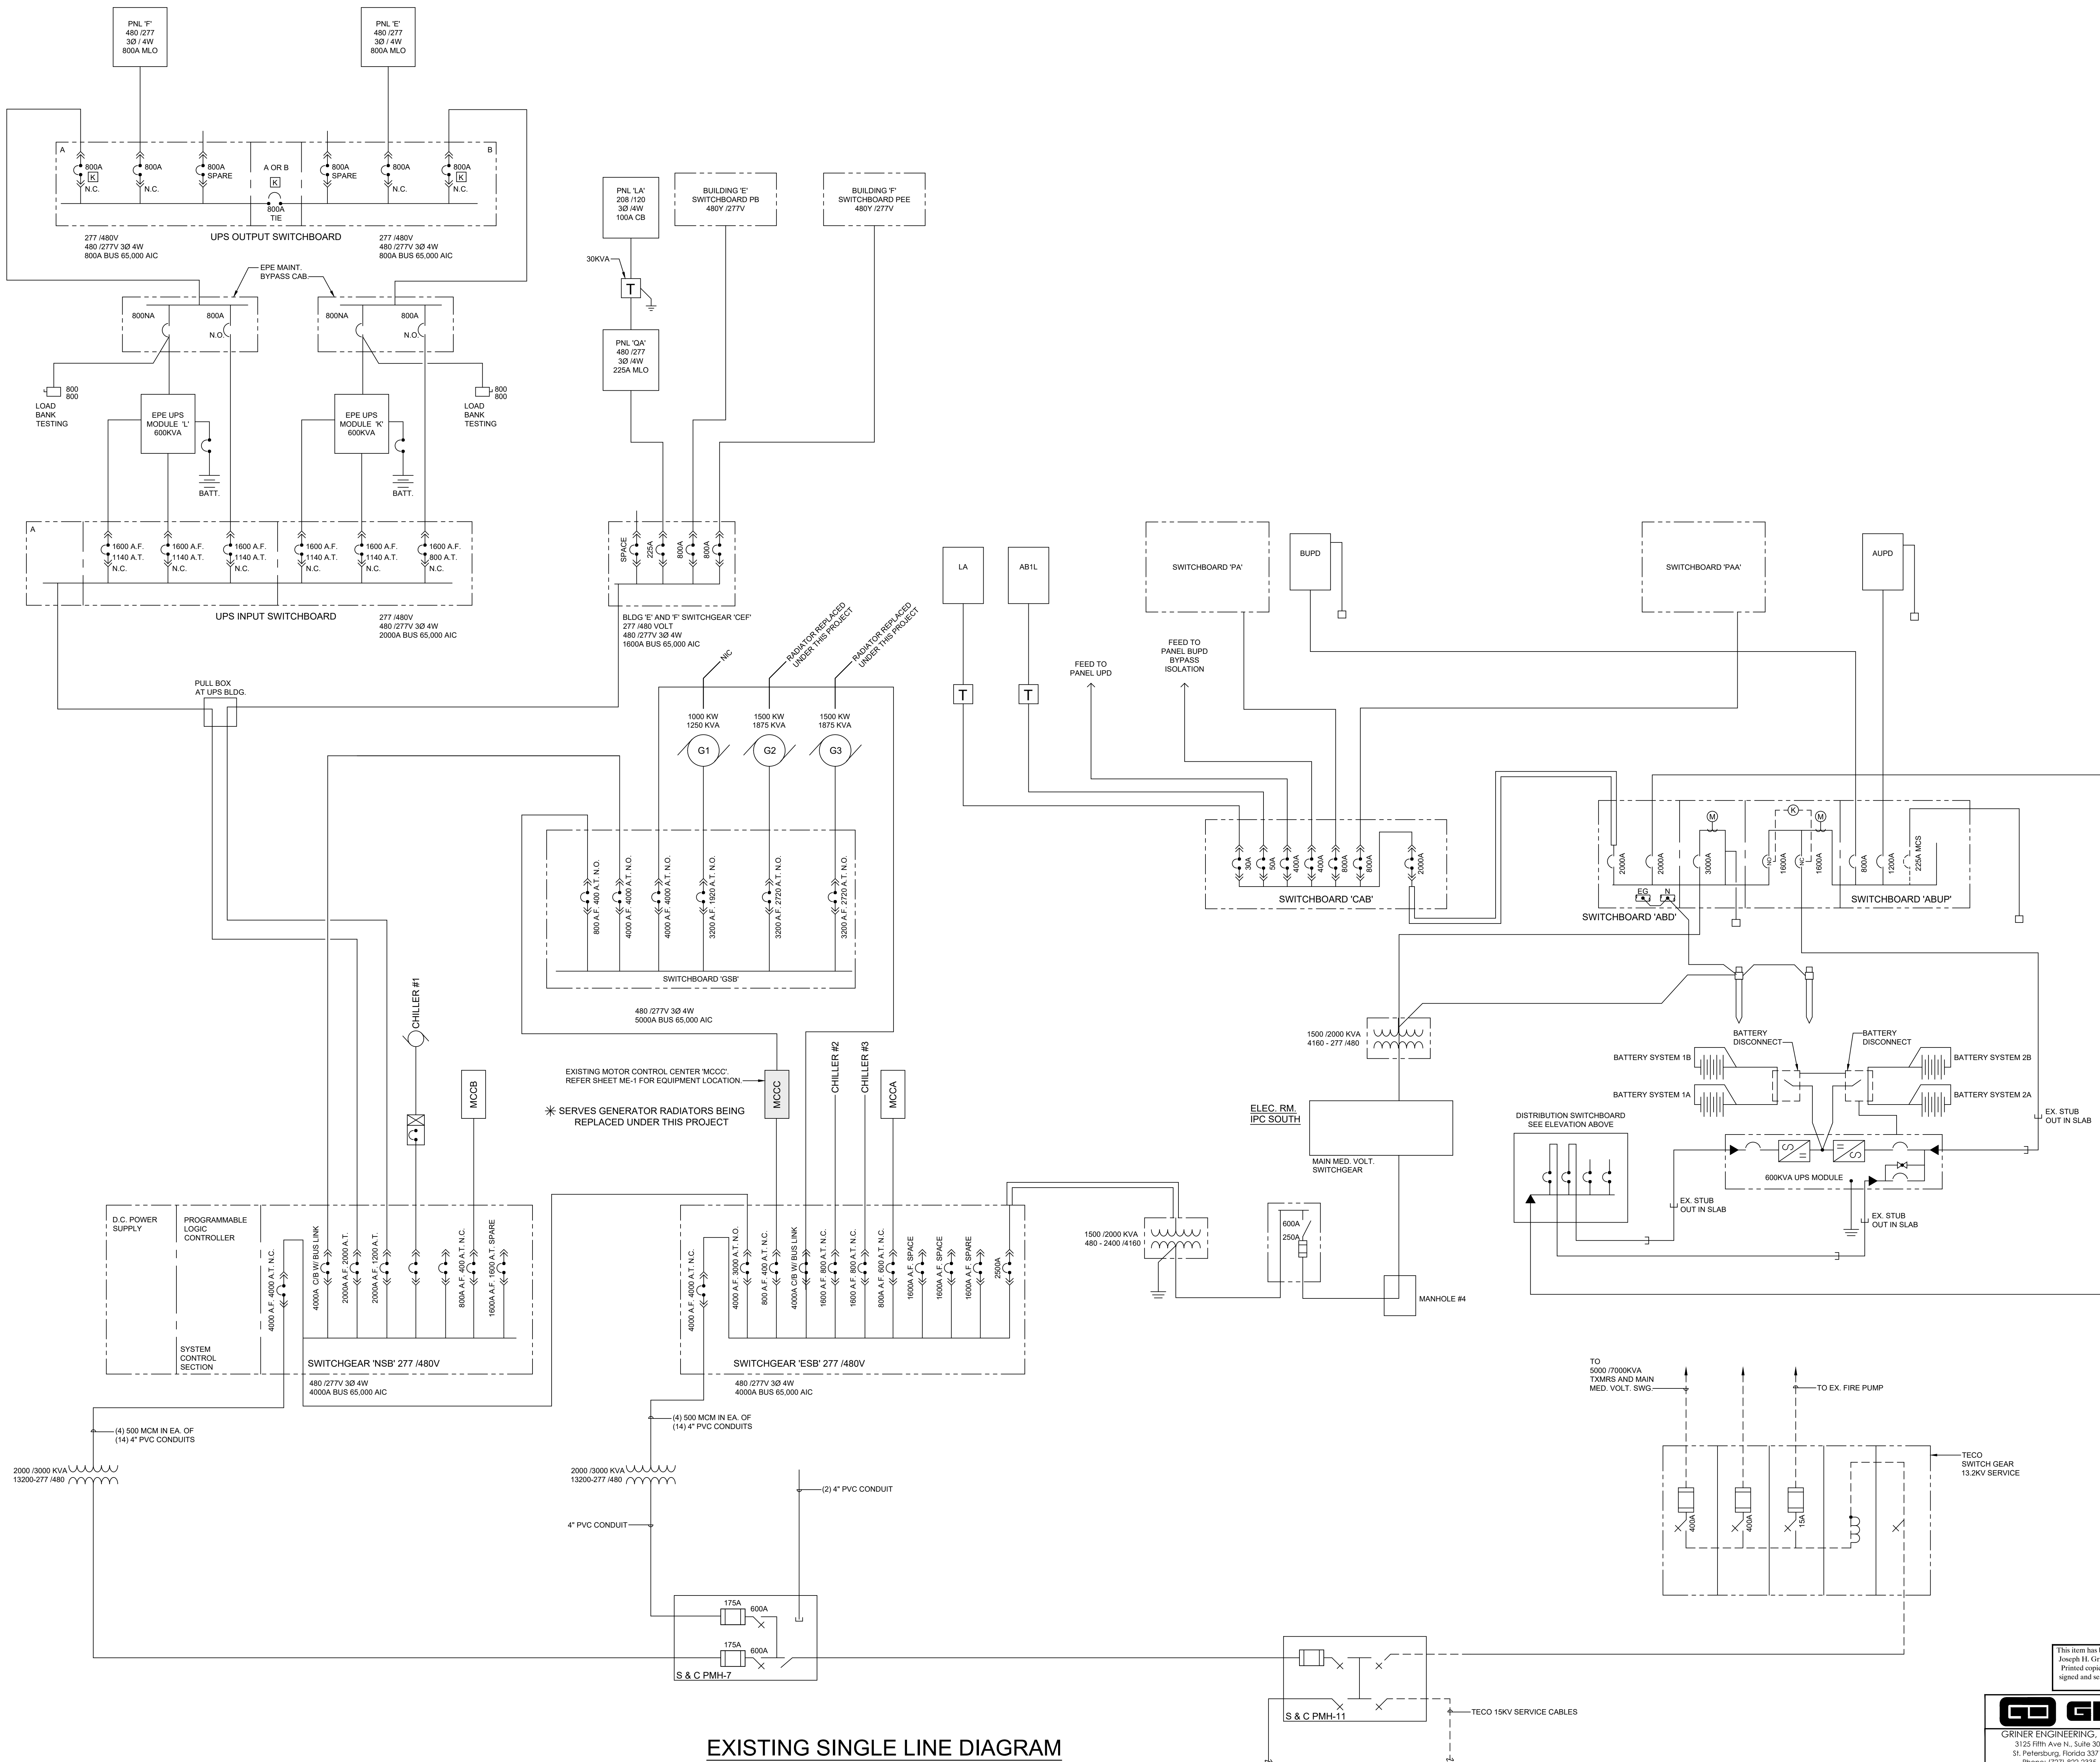 PNL 'F'
480 /277
3Ø / 4W
800A MLO
PNL 'E'
480 /277
3Ø / 4W
800A MLO
A
B
800A
K
N.C.
800A
N.C.
800A
SPARE
A OR B
K
800A
TIE
800A
SPARE
800A
N.C.
800A
K
N.C.
277 /480V
480 /277V 3Ø 4W
800A BUS 65,000 AIC
UPS OUTPUT SWITCHBOARD
277 /480V
480 /277V 3Ø 4W
800A BUS 65,000 AIC
EPE MAINT.
BYPASS CAB.
800NA
800A
N.O.
800NA
800A
N.O.
800
800
LOAD
BANK
TESTING
800
800
LOAD
BANK
TESTING
EPE UPS
MODULE 'L'
600KVA
BATT.
EPE UPS
MODULE 'K'
600KVA
BATT.
A
1600 A.F.
1140 A.T.
N.C.
1600 A.F.
1140 A.T.
N.C.
1600 A.F.
1140 A.T.
N.C.
1600 A.F.
1140 A.T.
N.C.
1600 A.F.
1140 A.T.
N.C.
1600 A.F.
800 A.T.
N.C.
UPS INPUT SWITCHBOARD
277 /480V
480 /277V 3Ø 4W
2000A BUS 65,000 AIC
PULL BOX
AT UPS BLDG.
PNL 'LA'
208 /120
3Ø /4W
100A CB
30KVA
T
PNL 'QA'
480 /277
3Ø /4W
225A MLO
BUILDING 'E'
SWITCHBOARD PB
480Y /277V
BUILDING 'F'
SWITCHBOARD PEE
480Y /277V
SPACE
225A
800A
800A
BLDG 'E' AND 'F' SWITCHGEAR 'CEF'
277 /480 VOLT
480 /277V 3Ø 4W
1600A BUS 65,000 AIC
NIC
RADIATOR REPLACED
UNDER THIS PROJECT
RADIATOR REPLACED
UNDER THIS PROJECT
1000 KW
1250 KVA
G1
1500 KW
1875 KVA
G2
1500 KW
1875 KVA
G3
800 A.F. 400 A.T. N.O.
4000 A.F. 4000 A.T. N.O.
4000 A.F. 4000 A.T. N.O.
3200 A.F. 1920 A.T. N.O.
3200 A.F. 2720 A.T. N.O.
3200 A.F. 2720 A.T. N.O.
SWITCHBOARD 'GSB'
480 /277V 3Ø 4W
5000A BUS 65,000 AIC
LA
T
AB1L
T
FEED TO
PANEL UPD
FEED TO
PANEL BUPD
BYPASS
ISOLATION
SWITCHBOARD 'PA'
BUPD
SWITCHBOARD 'PAA'
AUPD
30A
50A
400A
400A
800A
800A
2000A
SWITCHBOARD 'CAB'
2000A
2000A
M
3000A
K
M
NO
1600A
NC
1600A
800A
1200A
225A MCS
EG
N
SWITCHBOARD 'ABD'
SWITCHBOARD 'ABUP'
1500 /2000 KVA
4160 - 277 /480
ELEC. RM.
IPC SOUTH
MAIN MED. VOLT.
SWITCHGEAR
BATTERY
DISCONNECT
BATTERY
DISCONNECT
BATTERY SYSTEM 1B
BATTERY SYSTEM 2B
BATTERY SYSTEM 1A
BATTERY SYSTEM 2A
DISTRIBUTION SWITCHBOARD
SEE ELEVATION ABOVE
600KVA UPS MODULE
EX. STUB
OUT IN SLAB
EX. STUB
OUT IN SLAB
EX. STUB
OUT IN SLAB
CHILLER #1
MCCB
EXISTING MOTOR CONTROL CENTER 'MCCC'.
REFER SHEET ME-1 FOR EQUIPMENT LOCATION.
SERVES GENERATOR RADIATORS BEING
REPLACED UNDER THIS PROJECT
MCCC
CHILLER #2
CHILLER #3
MCCA
D.C. POWER
SUPPLY
PROGRAMMABLE
LOGIC
CONTROLLER
SYSTEM
CONTROL
SECTION
4000 A.F. 4000 A.T. N.C.
4000A C/B W/ BUS LINK
2000A A.F. 2000 A.T.
2000A A.F. 1200 A.T.
800A A.F. 400 A.T. N.C.
1600A A.F. 1600 A.T. SPARE
SWITCHGEAR 'NSB' 277 /480V
480 /277V 3Ø 4W
4000A BUS 65,000 AIC
4000 A.F. 4000 A.T. N.C.
4000 A.F. 3000 A.T. N.O.
800 A.F. 400 A.T. N.C.
4000A C/B W/ BUS LINK
1600 A.F. 800 A.T. N.C.
1600 A.F. 800 A.T. N.C.
800A A.F. 600 A.T. N.C.
1600A A.F. SPACE
1600A A.F. SPACE
1600A A.F. SPARE
2500A
SWITCHGEAR 'ESB' 277 /480V
480 /277V 3Ø 4W
4000A BUS 65,000 AIC
1500 /2000 KVA
480 - 2400 /4160
600A
250A
MANHOLE #4
(4) 500 MCM IN EA. OF
(14) 4" PVC CONDUITS
2000 /3000 KVA
13200-277 /480
(4) 500 MCM IN EA. OF
(14) 4" PVC CONDUITS
2000 /3000 KVA
13200-277 /480
4" PVC CONDUIT
(2) 4" PVC CONDUIT
175A
600A
175A
600A
S & C PMH-7
S & C PMH-11
TECO 15KV SERVICE CABLES
TO
5000 /7000KVA
TXMRS AND MAIN
MED. VOLT. SWG.
TO EX. FIRE PUMP
400A
400A
15A
TECO
SWITCH GEAR
13.2KV SERVICE
EXISTING SINGLE LINE DIAGRAM
This item has
Joseph H. Gr
Printed copi
signed and se
GRINER ENGINEERING,
3125 Fifth Ave N., Suite 30
St. Petersburg, Florida 337